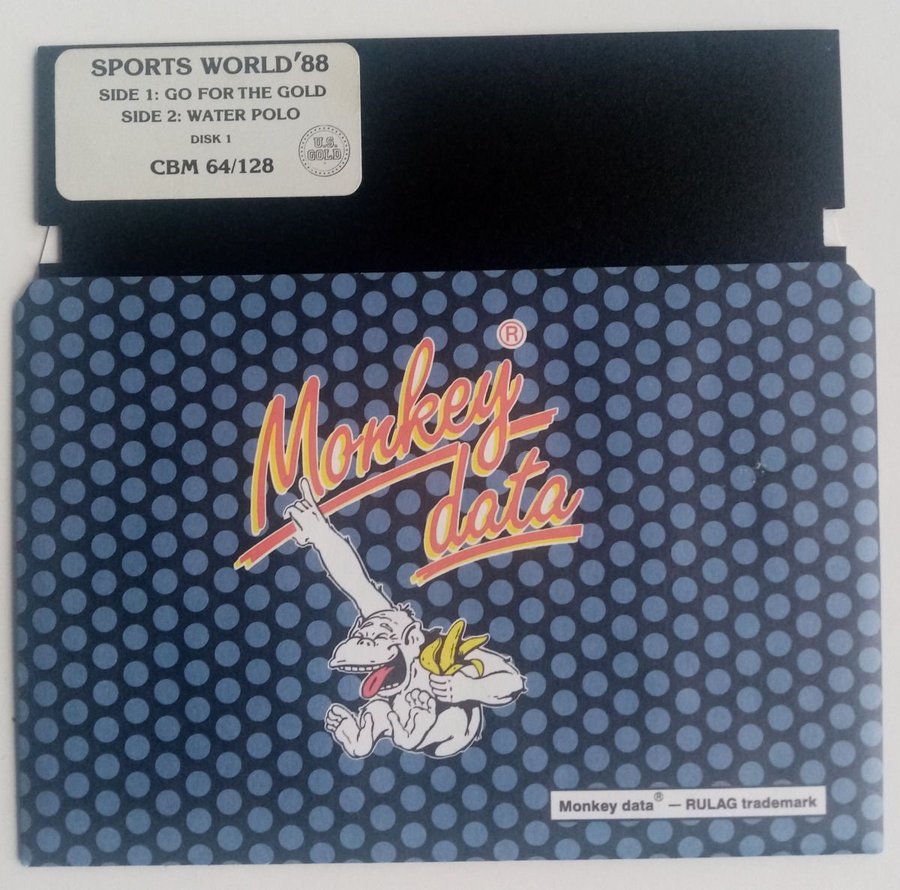 SPORTS WORLD'88
SIDE 1: GO FOR THE GOLD
SIDE 2: WATER POLO
DISK 1
U.S.
GOLD
CBM 64/128
Monkey ®
data
Monkey data® — RULAG trademark